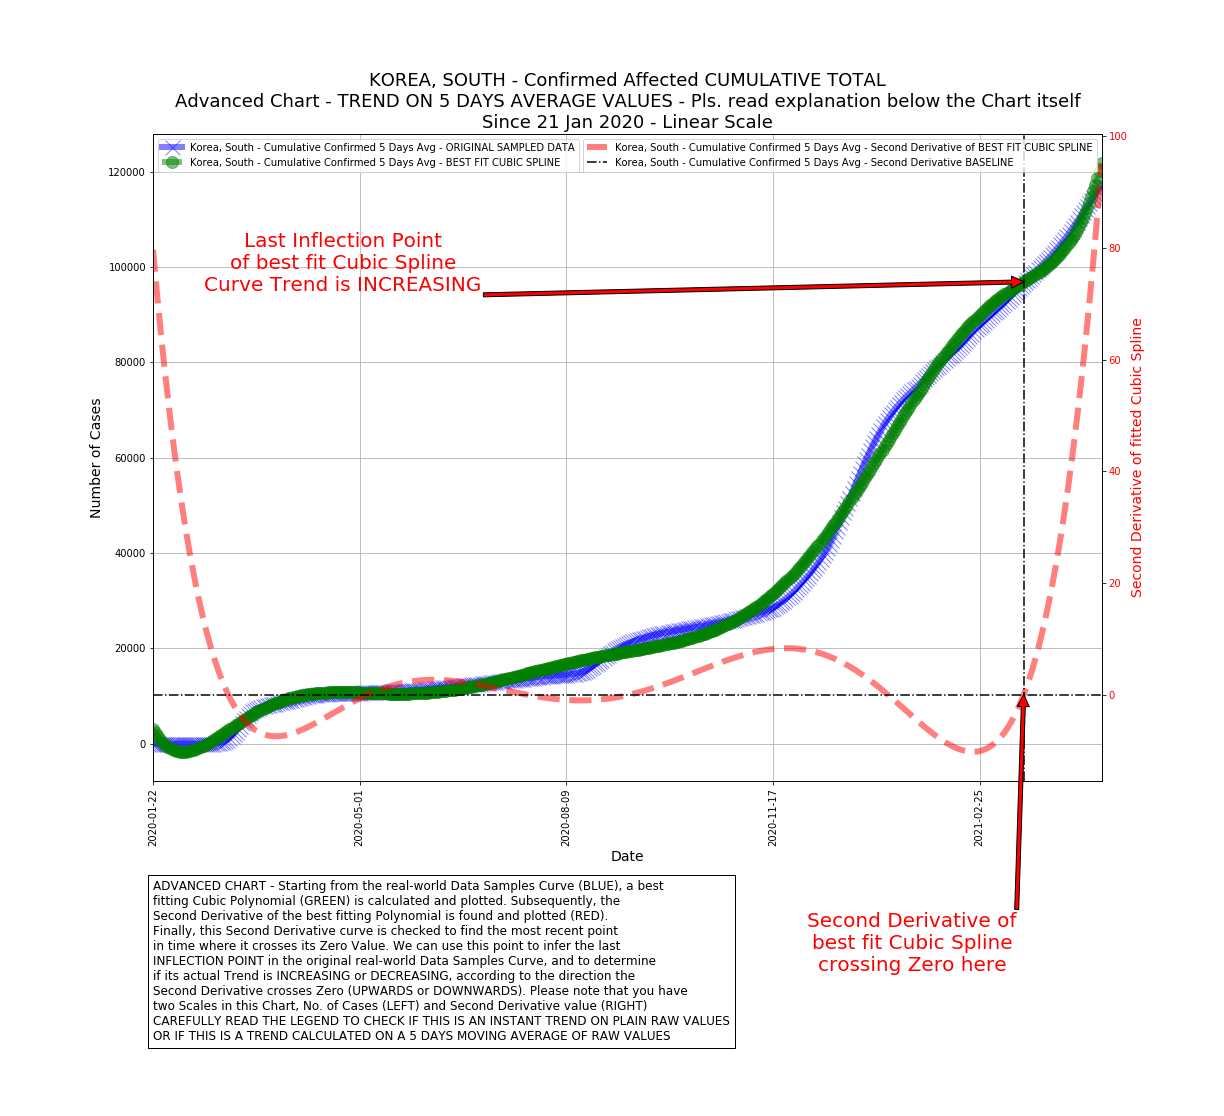 KOREA, SOUTH - Confirmed Affected CUMULATIVE TOTAL
Advanced Chart - TREND ON 5 DAYS AVERAGE VALUES - Pls. read explanation below the Chart itself
Since 21 Jan 2020 - Linear Scale
Korea, South - Cumulative Confirmed 5 Days Avg - ORIGINAL SAMPLED DATA
Korea, South - Cumulative Confirmed 5 Days Avg - BEST FIT CUBIC SPLINE
Korea, South - Cumulative Confirmed 5 Days Avg - Second Derivative of BEST FIT CUBIC SPLINE
Korea, South - Cumulative Confirmed 5 Days Avg - Second Derivative BASELINE
Last Inflection Point
of best fit Cubic Spline
Curve Trend is INCREASING
Number of Cases
120000
100000
80000
60000
40000
20000
0
100
80
60
40
20
0
Second Derivative of fitted Cubic Spline
2020-01-22
2020-05-01
2020-08-09
2020-11-17
2021-02-25
Date
Second Derivative of
best fit Cubic Spline
crossing Zero here
ADVANCED CHART - Starting from the real-world Data Samples Curve (BLUE), a best
fitting Cubic Polynomial (GREEN) is calculated and plotted. Subsequently, the
Second Derivative of the best fitting Polynomial is found and plotted (RED).
Finally, this Second Derivative curve is checked to find the most recent point
in time where it crosses its Zero Value. We can use this point to infer the last
INFLECTION POINT in the original real-world Data Samples Curve, and to determine
if its actual Trend is INCREASING or DECREASING, according to the direction the
Second Derivative crosses Zero (UPWARDS or DOWNWARDS). Please note that you have
two Scales in this Chart, No. of Cases (LEFT) and Second Derivative value (RIGHT)
CAREFULLY READ THE LEGEND TO CHECK IF THIS IS AN INSTANT TREND ON PLAIN RAW VALUES
OR IF THIS IS A TREND CALCULATED ON A 5 DAYS MOVING AVERAGE OF RAW VALUES